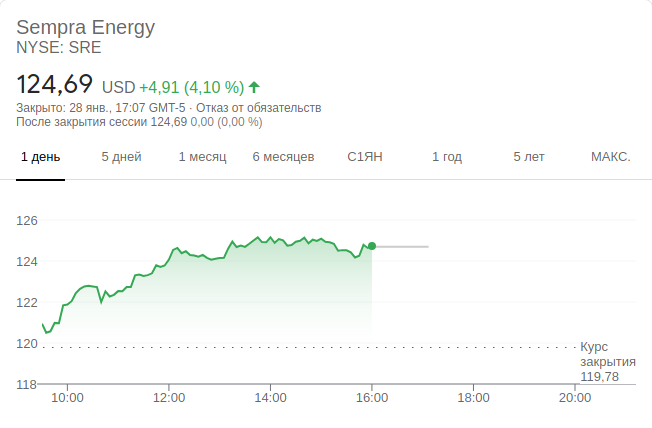 Sempra Energy
NYSE: SRE
124,69 USD +4,91 (4,10 %)
Закрыто: 28 янв., 17:07 GMT-5 · Отказ от обязательств
После закрытия сессии 124,69 0,00 (0,00 %)
1 день 5 дней 1 месяц 6 месяцев С1ЯН 1 год 5 лет МАКС.
126
124
122
120
Курс
закрытия
119,78
118
10:00 12:00 14:00 16:00 18:00 20:00